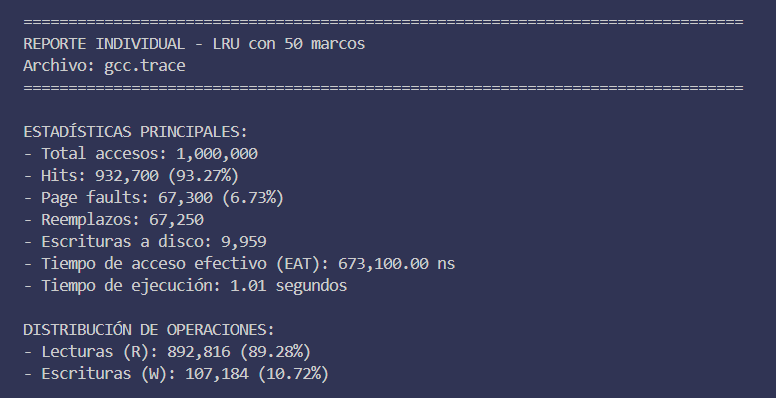 ================================================================================
REPORTE INDIVIDUAL - LRU con 50 marcos
Archivo: gcc.trace
================================================================================
ESTADÍSTICAS PRINCIPALES:
- Total accesos: 1,000,000
- Hits: 932,700 (93.27%)
- Page faults: 67,300 (6.73%)
- Reemplazos: 67,250
- Escrituras a disco: 9,959
- Tiempo de acceso efectivo (EAT): 673,100.00 ns
- Tiempo de ejecución: 1.01 segundos
DISTRIBUCIÓN DE OPERACIONES:
- Lecturas (R): 892,816 (89.28%)
- Escrituras (W): 107,184 (10.72%)